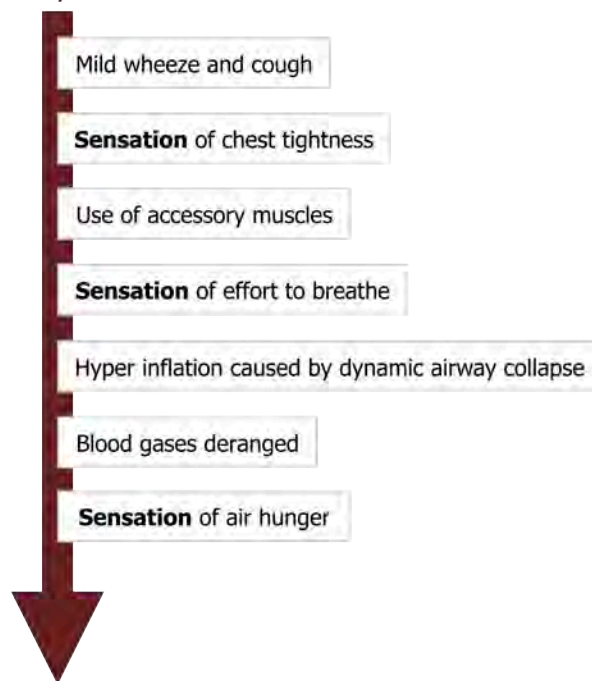 Mild wheeze and cough
Sensation of chest tightness
Use of accessory muscles
Sensation of effort to breathe
Hyper inflation caused by dynamic airway collapse
Blood gases deranged
Sensation of air hunger